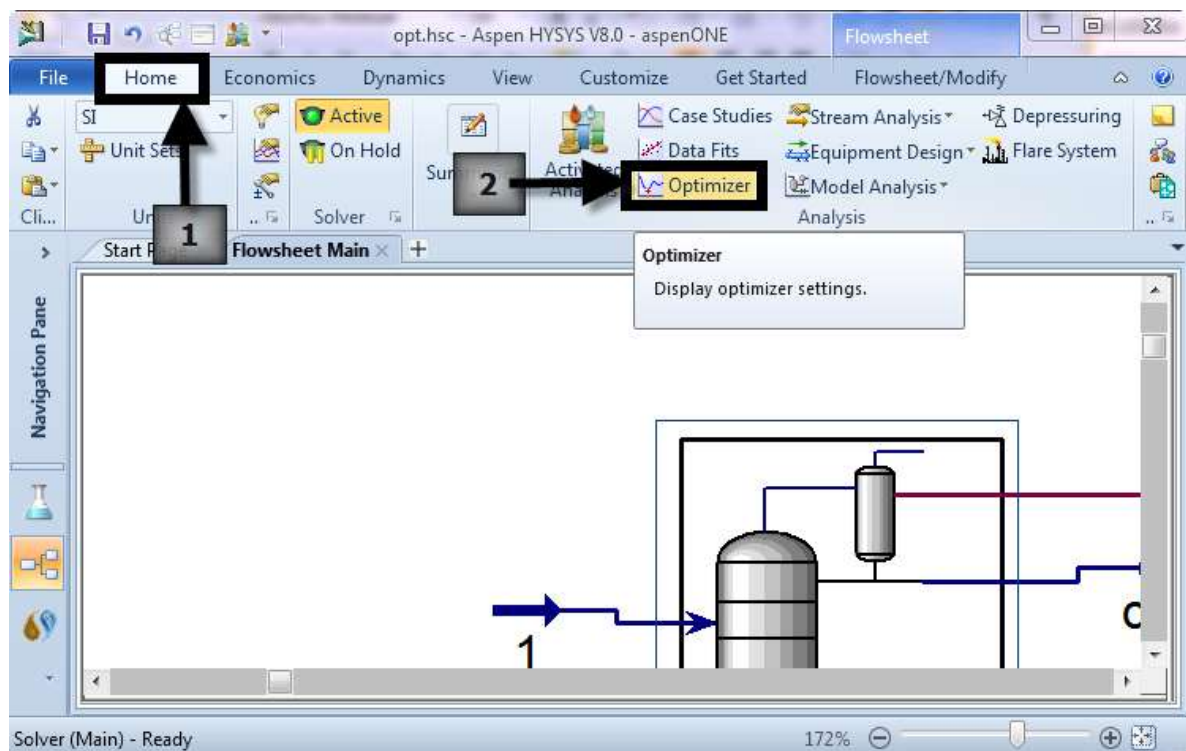 opt.hsc - Aspen HYSYS V8.0 - aspenONE
Flowsheet
File Home Economics Dynamics View Customize Get Started Flowsheet/Modify
SI
Active
Case Studies Stream Analysis Depressuring
Unit Sets
On Hold
Data Fits Equipment Design Flare System
Optimizer Model Analysis
Cli... .. Solver Analysis ..
1
2
Start Flowsheet Main
Optimizer
Display optimizer settings.
Navigation Pane
1
Solver (Main) - Ready 172%